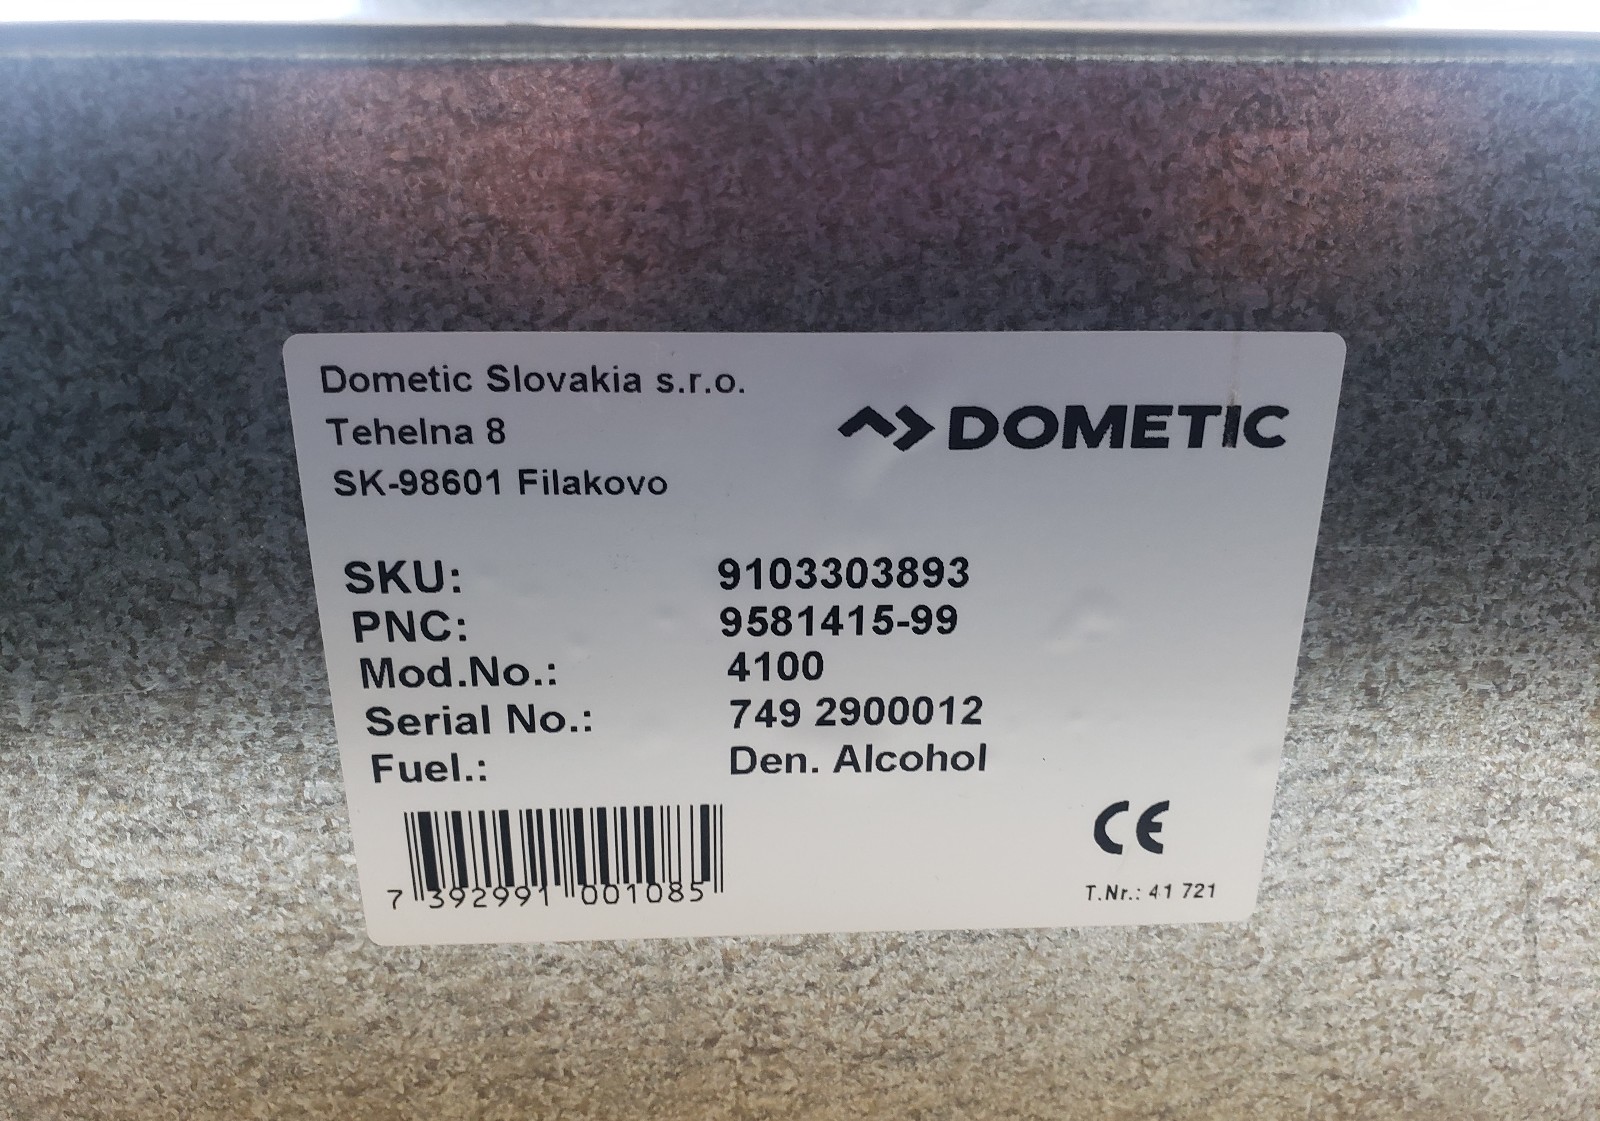 Dometic Slovakia s.r.o.
Tehelna 8
SK-98601 Filakovo
DOMETIC
SKU: 9103303893
PNC: 9581415-99
Mod.No.: 4100
Serial No.: 749 2900012
Fuel.: Den. Alcohol
7 392991 001085
CE
T.Nr.: 41 721